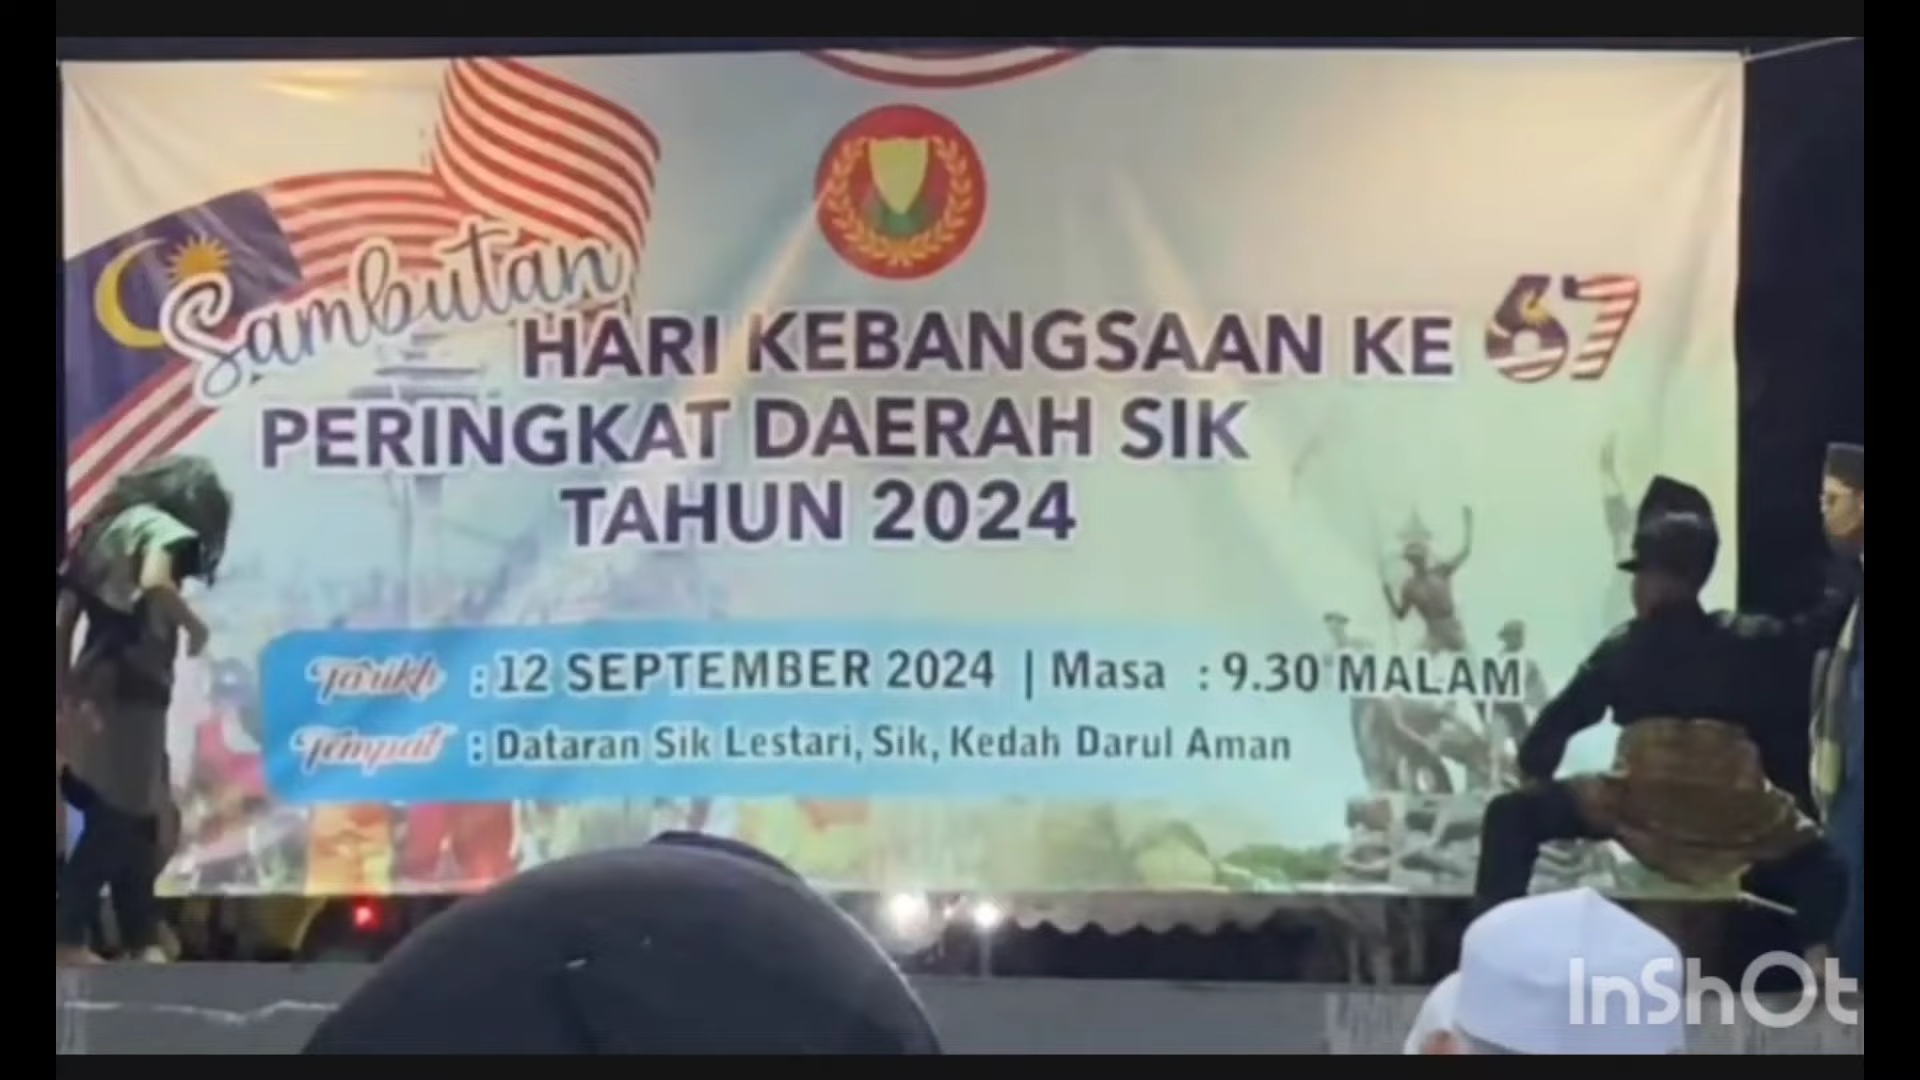 Sambutan
HARI KEBANGSAAN KE 67
PERINGKAT DAERAH SIK
TAHUN 2024
Tarikh : 12 SEPTEMBER 2024 | Masa : 9.30 MALAM
Tempat : Dataran Sik Lestari, Sik, Kedah Darul Aman
InShOt